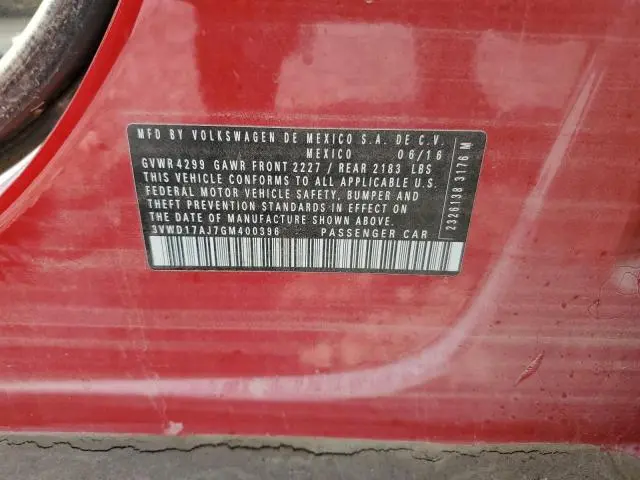 MFD BY VOLKSWAGEN DE MEXICO S.A. DE C.V.
MEXICO 06/16
GVWR 4299 GAWR FRONT 2227 / REAR 2183 LBS
THIS VEHICLE CONFORMS TO ALL APPLICABLE U.S.
FEDERAL MOTOR VEHICLE SAFETY, BUMPER AND
THEFT PREVENTION STANDARDS IN EFFECT ON
THE DATE OF MANUFACTURE SHOWN ABOVE.
3VWD17AJ7GM400396 PASSENGER CAR
2326138 3176 M